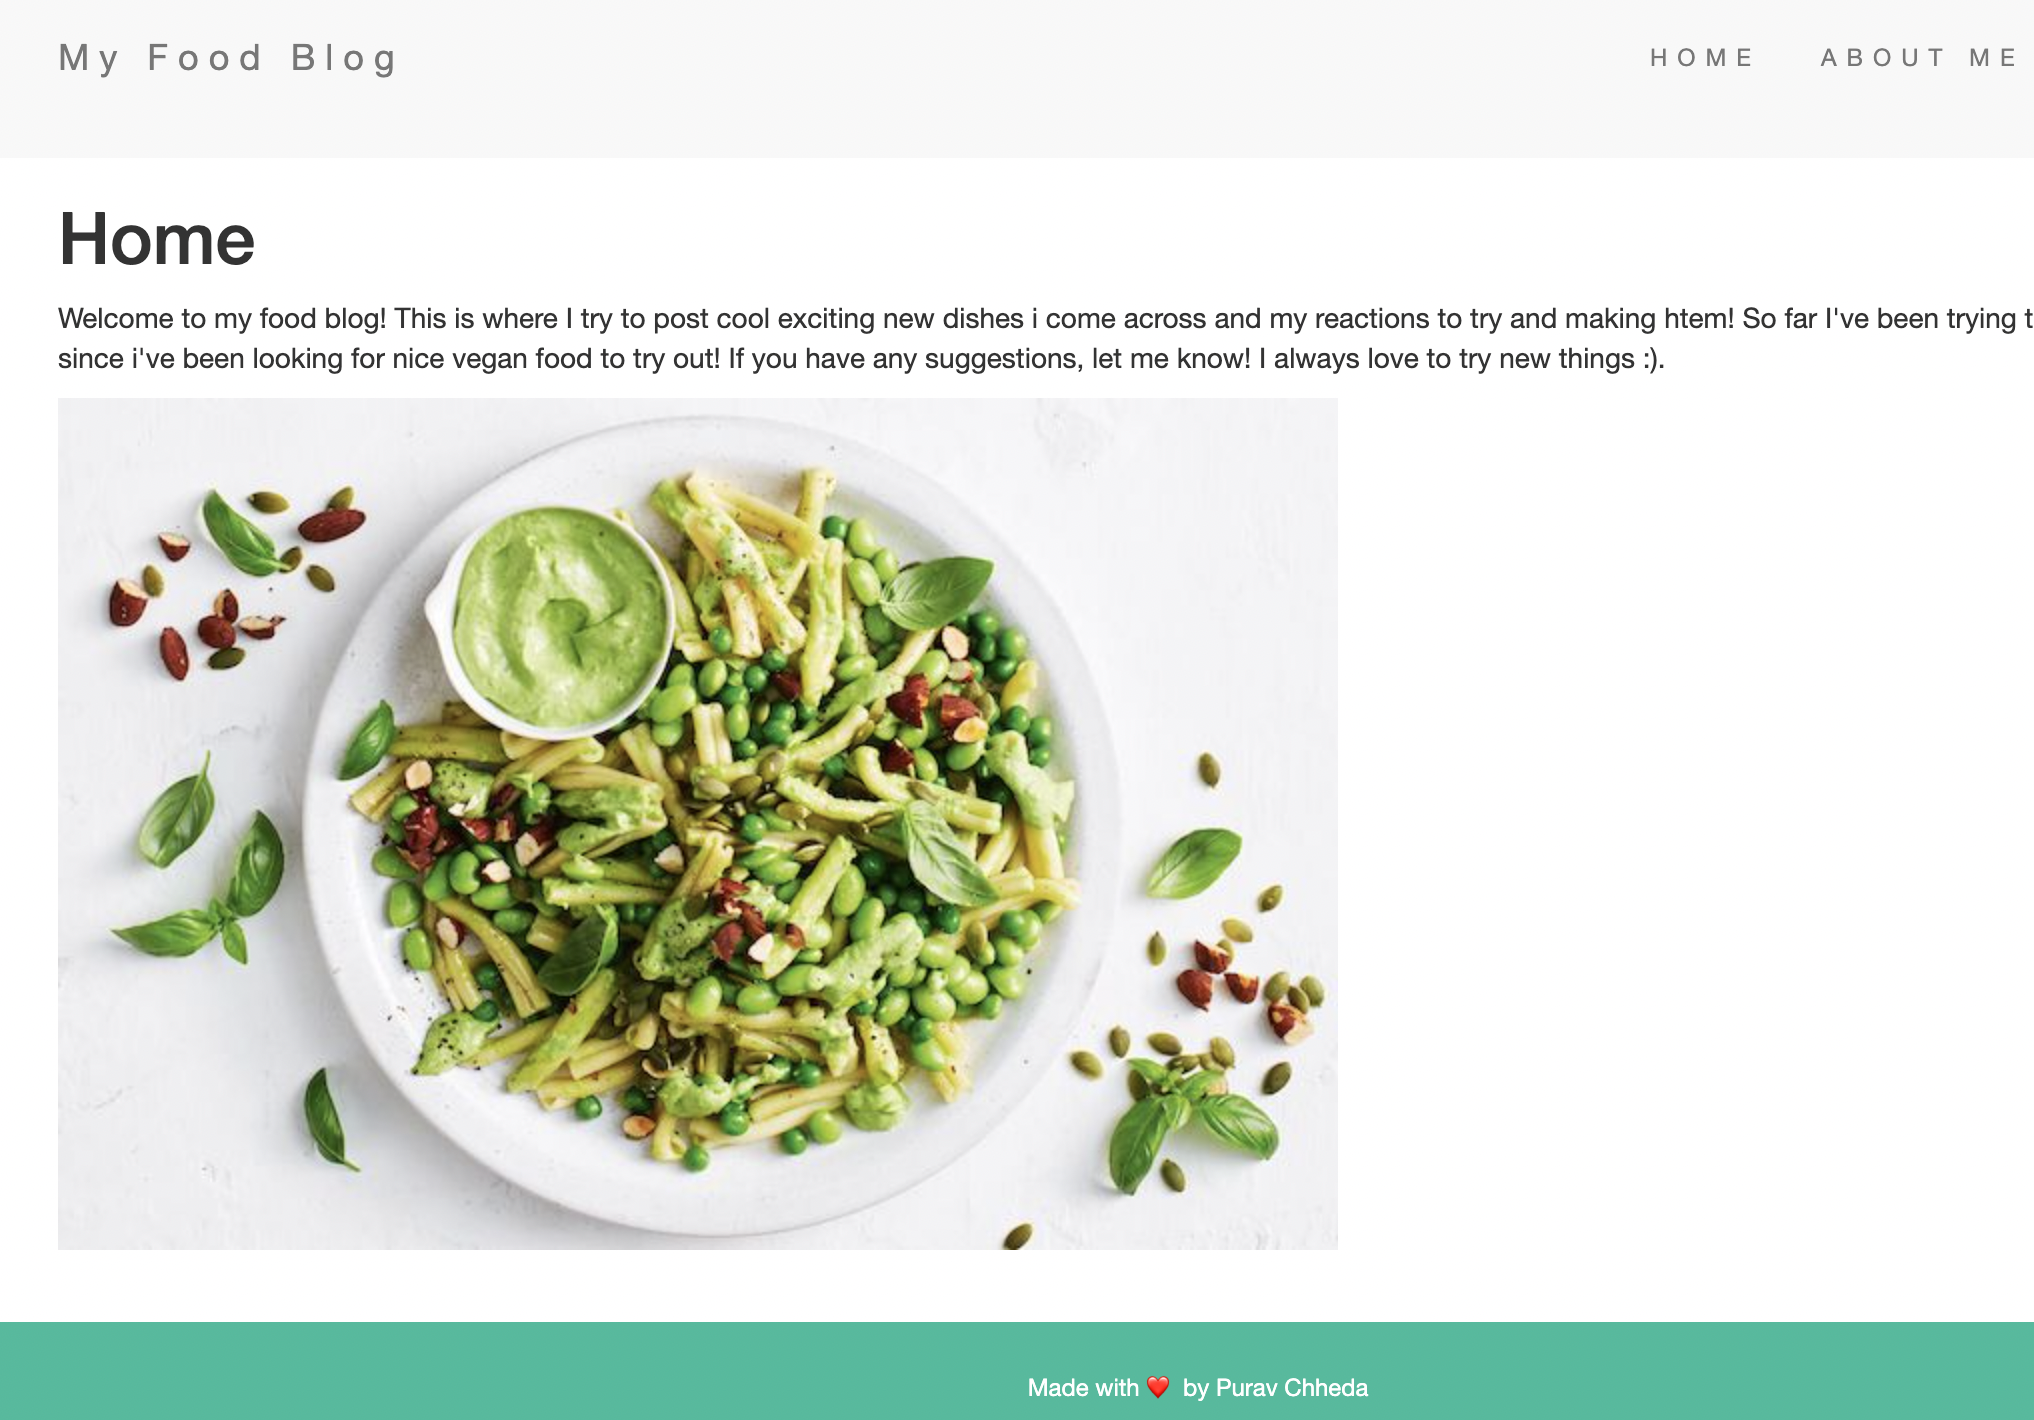 My Food Blog
HOME ABOUT ME
Home
Welcome to my food blog! This is where I try to post cool exciting new dishes i come across and my reactions to try and making htem! So far I've been trying
since i've been looking for nice vegan food to try out! If you have any suggestions, let me know! I always love to try new things :).
Made with ❤️ by Purav Chheda